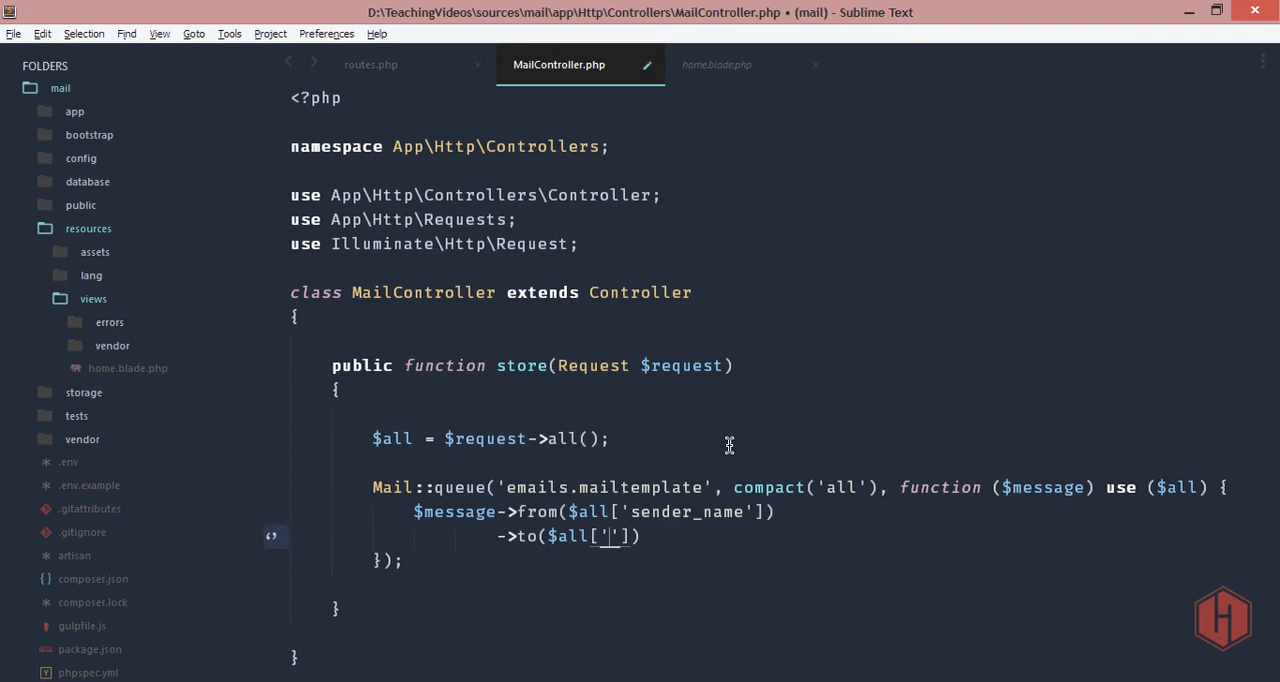 D:\TeachingVideos\sources\mail\app\Http\Controllers\MailController.php • (mail) - Sublime Text
File Edit Selection Find View Goto Tools Project Preferences Help
FOLDERS
mail
app
bootstrap
config
database
public
resources
assets
lang
views
errors
vendor
home.blade.php
storage
tests
vendor
.env
.env.example
.gitattributes
.gitignore
artisan
composer.json
composer.lock
gulpfile.js
package.json
phpspec.yml
routes.php MailController.php home.blade.php
<?php
namespace App\Http\Controllers;
use App\Http\Controllers\Controller;
use App\Http\Requests;
use Illuminate\Http\Request;
class MailController extends Controller
{
public function store(Request $request)
{
$all = $request->all();
Mail::queue('emails.mailtemplate', compact('all'), function ($message) use ($all) {
$message->from($all['sender_name'])
->to($all[''])
});
}
}
H